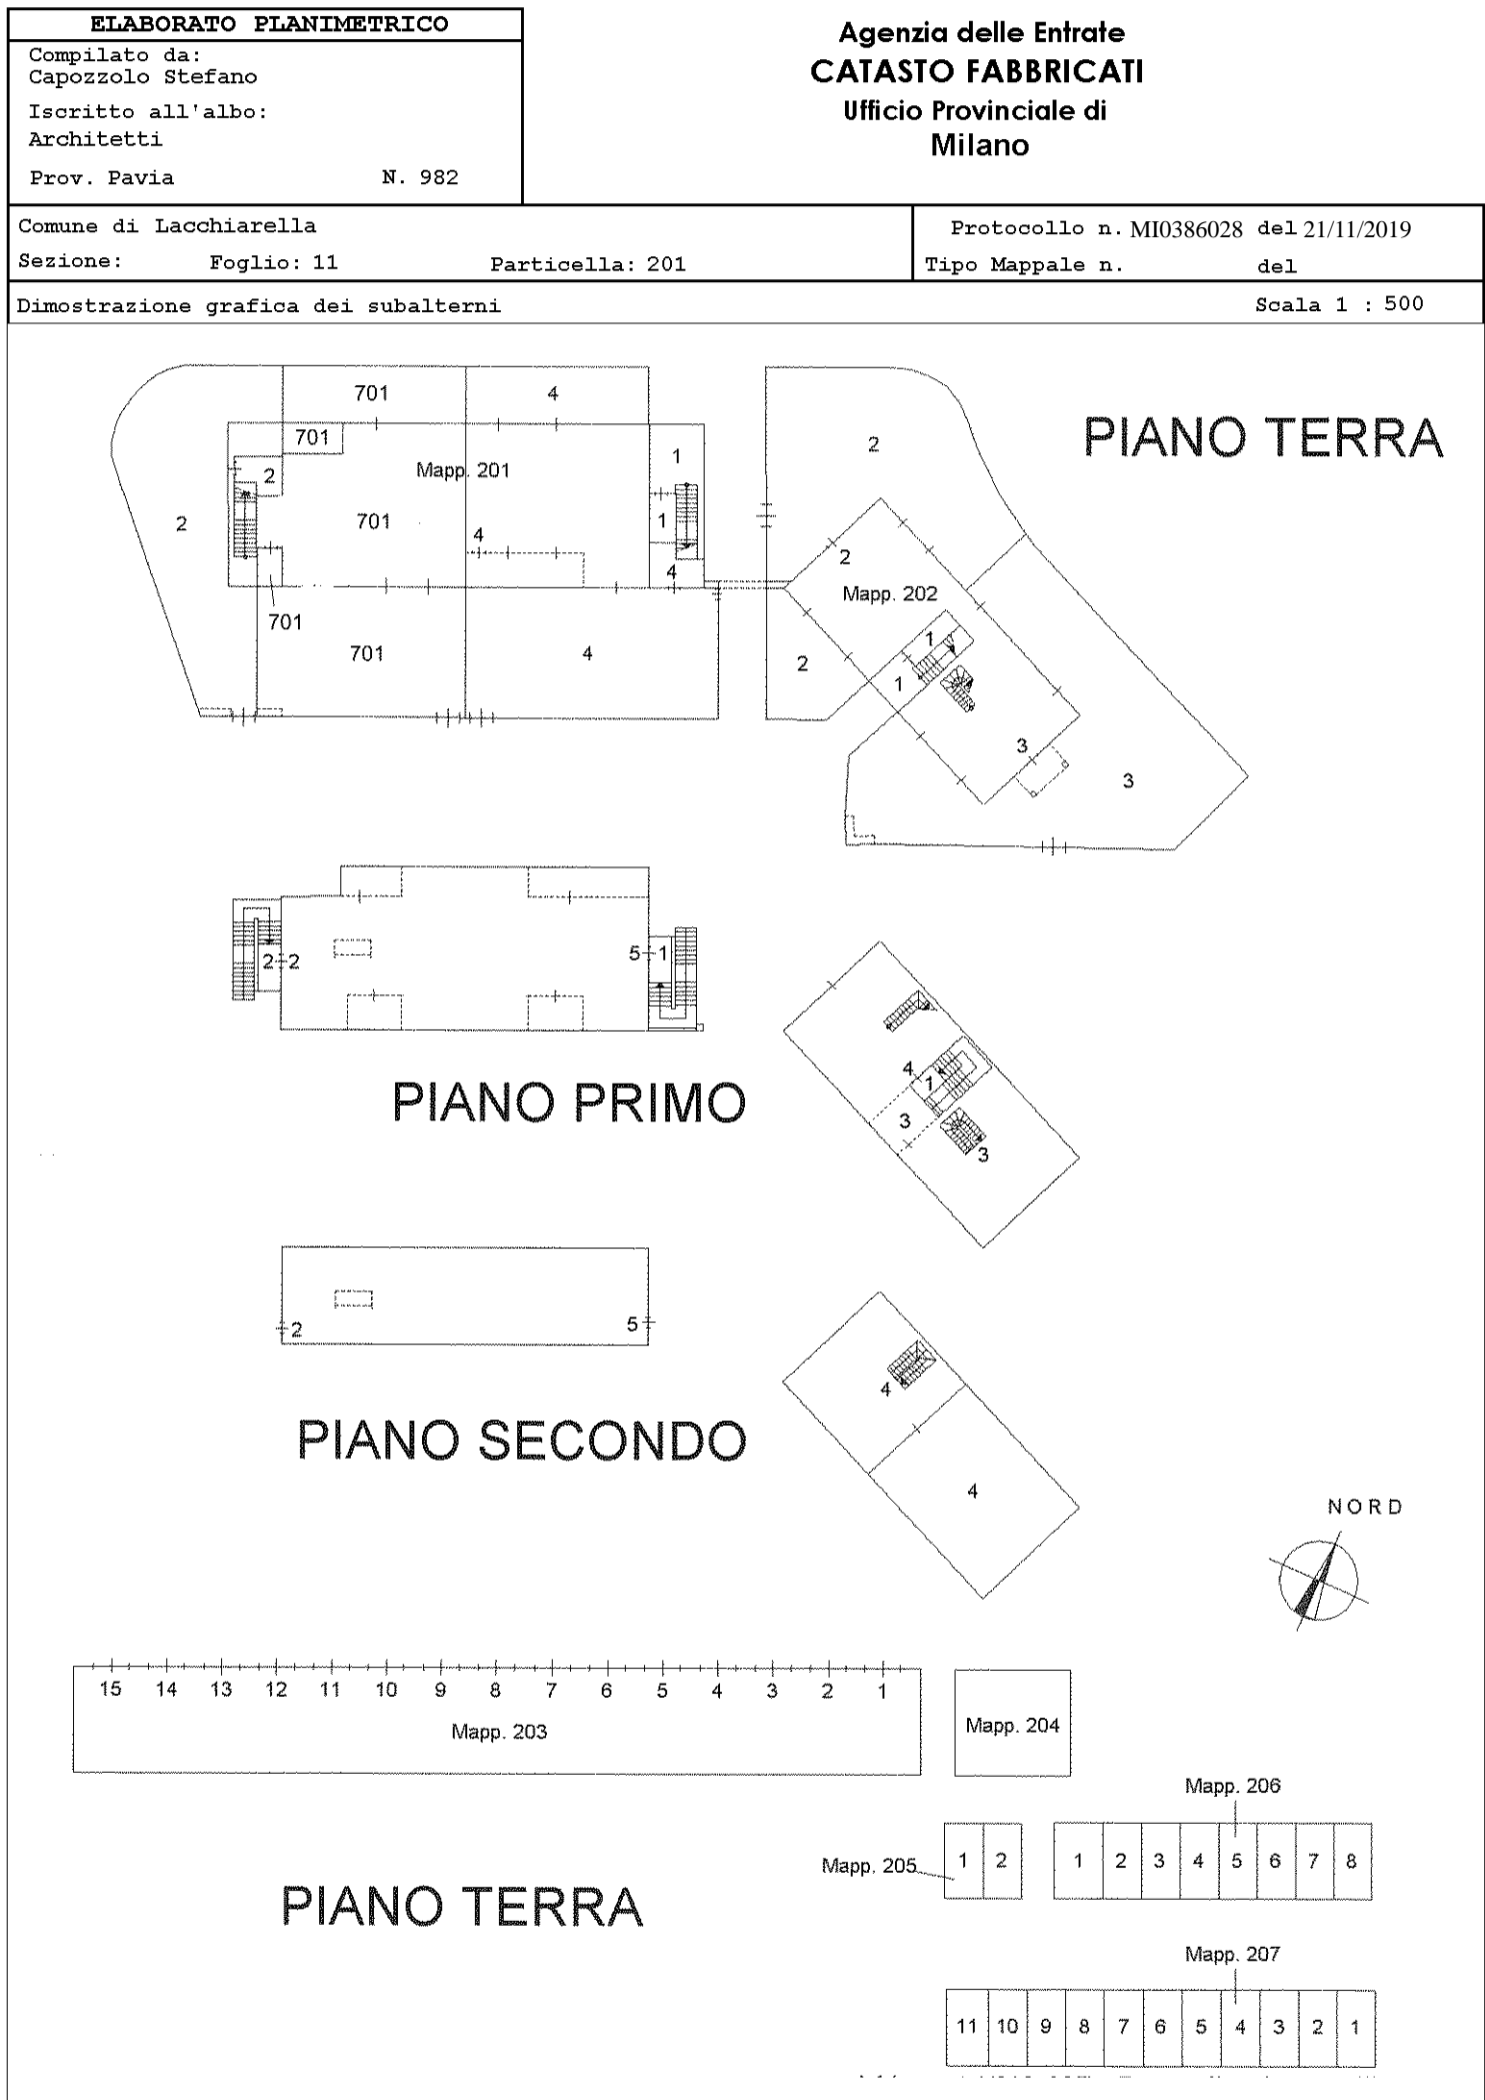 ELABORATO PLANIMETRICO
Compilato da:
Capozzolo Stefano
Iscritto all'albo:
Architetti
Prov. Pavia N. 982
Agenzia delle Entrate
CATASTO FABBRICATI
Ufficio Provinciale di
Milano
Comune di Lacchiarella
Sezione: Foglio: 11 Particella: 201
Protocollo n. MI0386028 del 21/11/2019
Tipo Mappale n. del
Dimostrazione grafica dei subalterni Scala 1 : 500
PIANO TERRA
701 4
701
Mapp. 201
2
2
701
4
1
1
4
701
701
4
2
2
Mapp. 202
1
2
1
3
3
2 2
5 1
PIANO PRIMO
4
1
3
3
2
5
PIANO SECONDO
4
4
NORD
15 14 13 12 11 10 9 8 7 6 5 4 3 2 1
Mapp. 203
Mapp. 204
Mapp. 206
Mapp. 205
1 2
1 2 3 4 5 6 7 8
PIANO TERRA
Mapp. 207
11 10 9 8 7 6 5 4 3 2 1